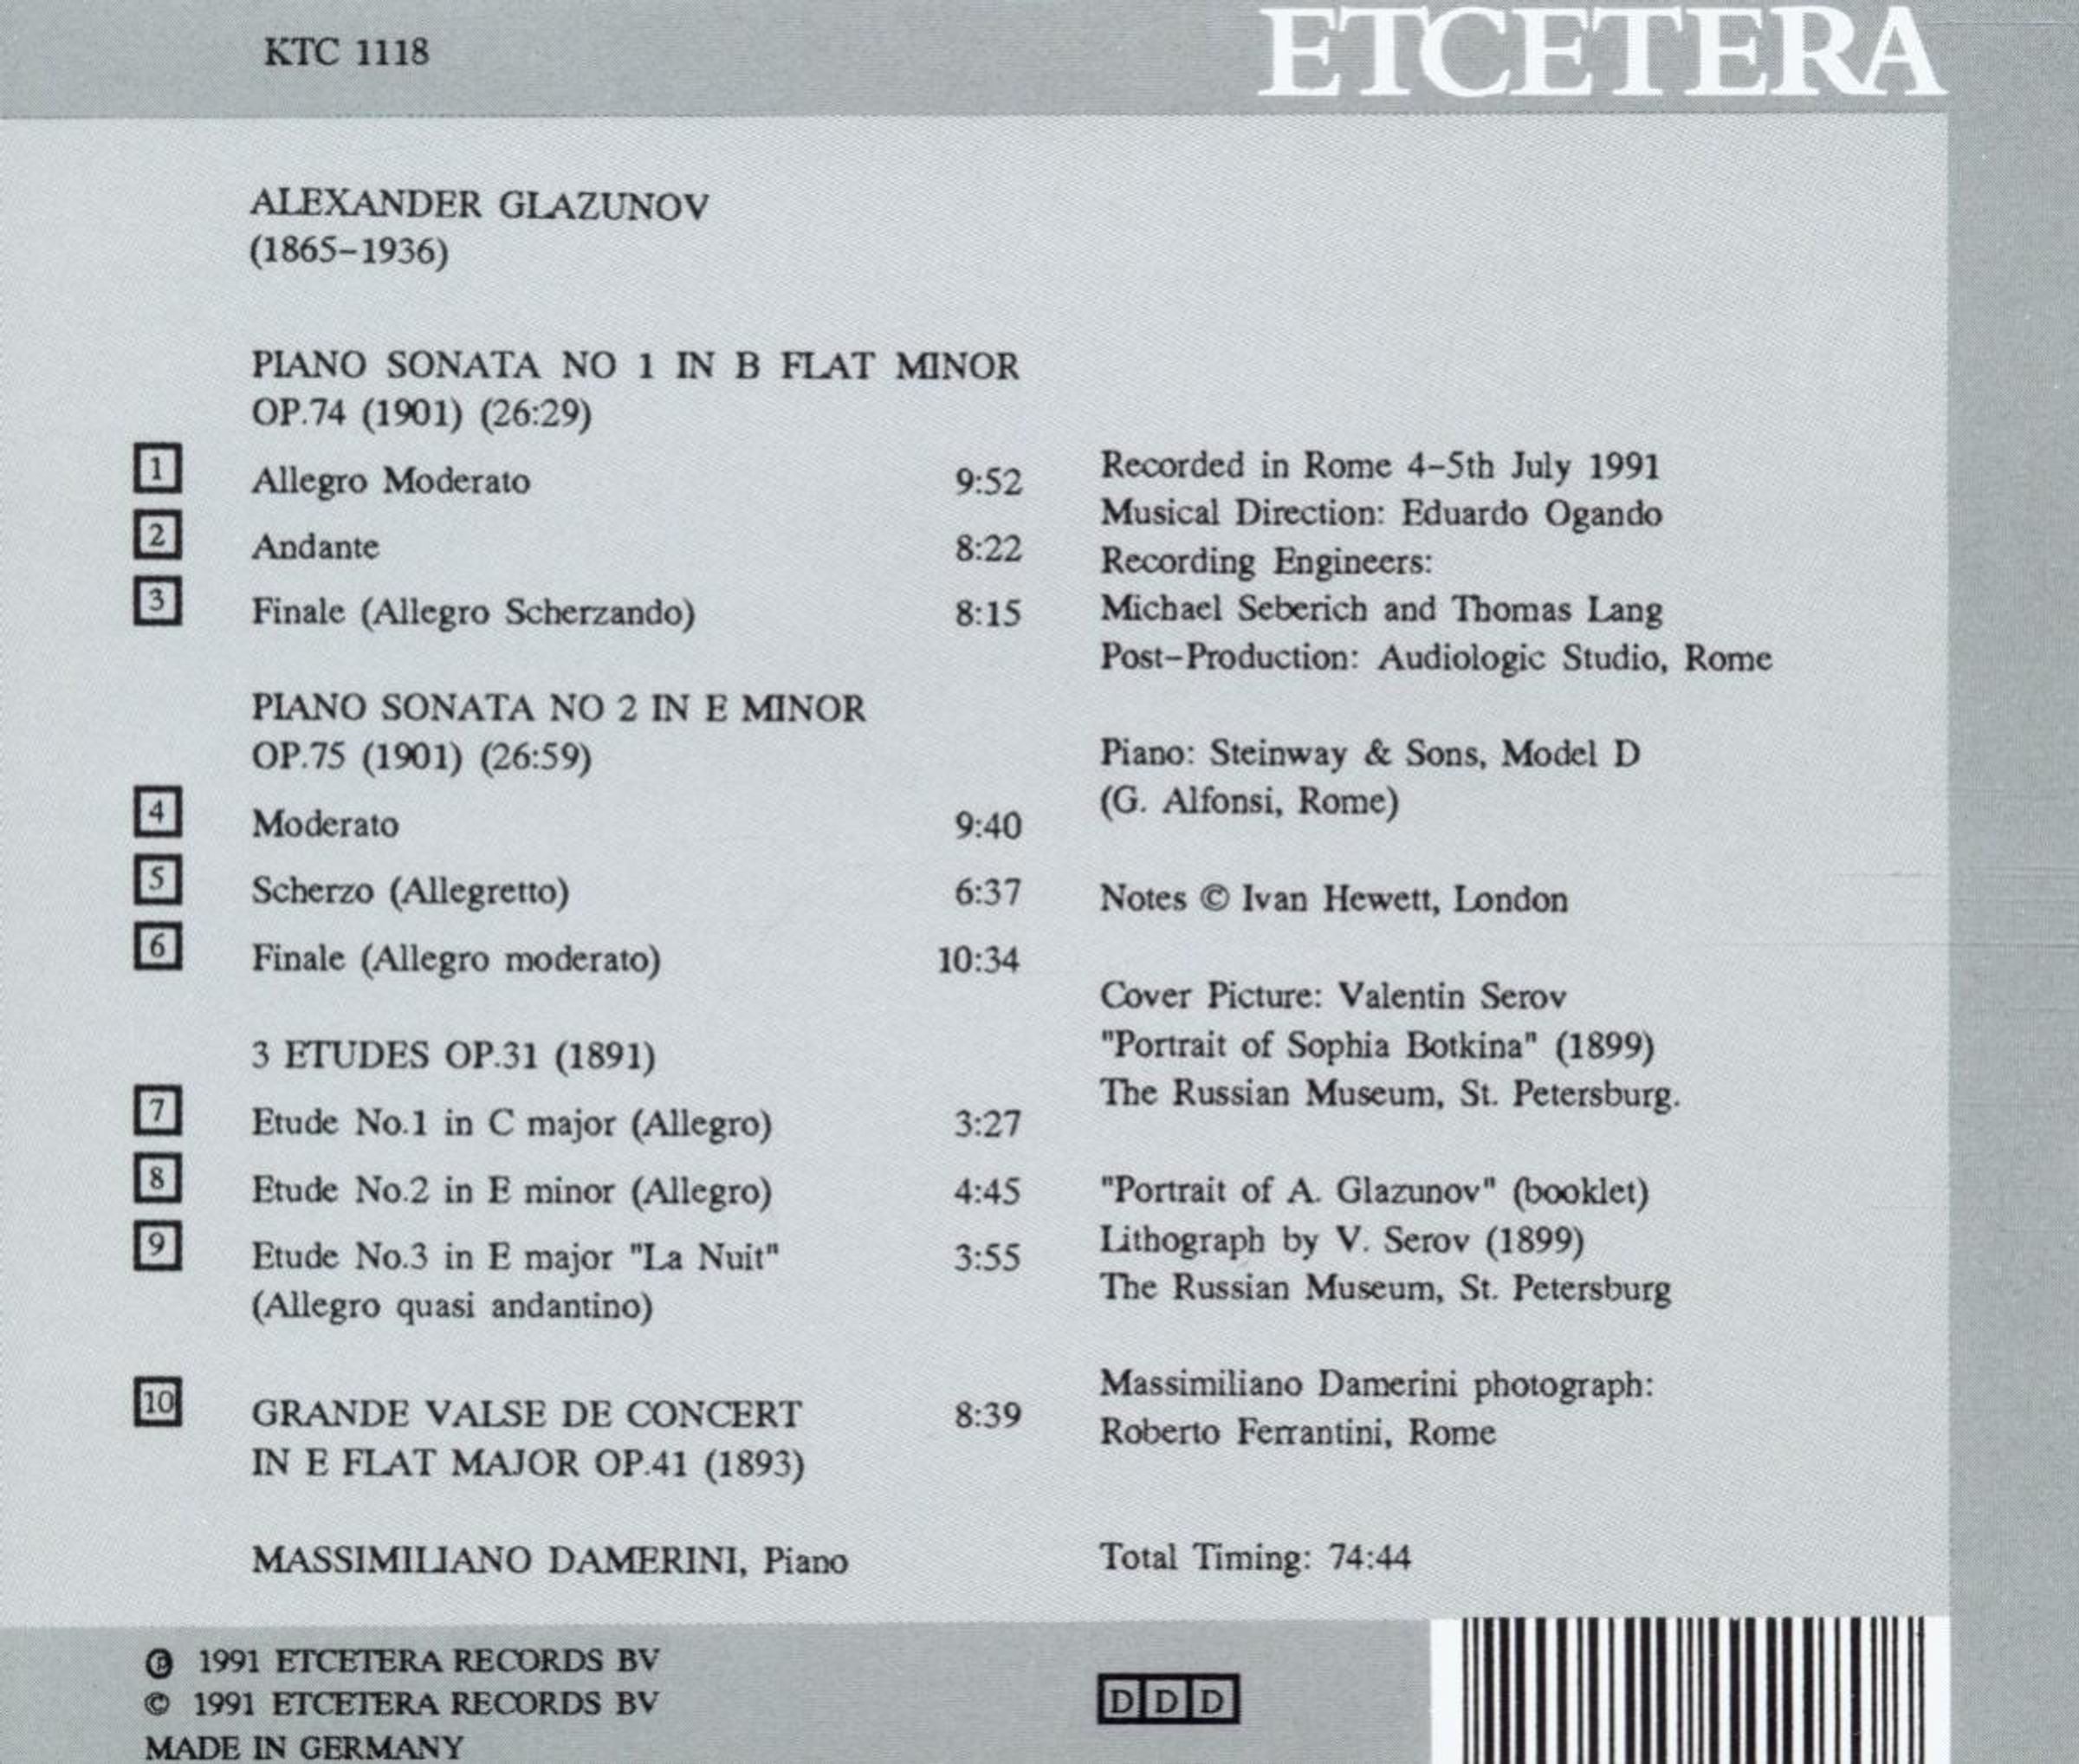 KTC 1118
ETCETERA
ALEXANDER GLAZUNOV
(1865-1936)
PIANO SONATA NO 1 IN B FLAT MINOR
OP.74 (1901) (26:29)
1 Allegro Moderato 9:52
2 Andante 8:22
3 Finale (Allegro Scherzando) 8:15
PIANO SONATA NO 2 IN E MINOR
OP.75 (1901) (26:59)
4 Moderato 9:40
5 Scherzo (Allegretto) 6:37
6 Finale (Allegro moderato) 10:34
3 ETUDES OP.31 (1891)
7 Etude No.1 in C major (Allegro) 3:27
8 Etude No.2 in E minor (Allegro) 4:45
9 Etude No.3 in E major "La Nuit" 3:55
(Allegro quasi andantino)
10 GRANDE VALSE DE CONCERT 8:39
IN E FLAT MAJOR OP.41 (1893)
MASSIMILIANO DAMERINI, Piano
Recorded in Rome 4-5th July 1991
Musical Direction: Eduardo Ogando
Recording Engineers:
Michael Seberich and Thomas Lang
Post-Production: Audiologic Studio, Rome
Piano: Steinway & Sons, Model D
(G. Alfonsi, Rome)
Notes © Ivan Hewett, London
Cover Picture: Valentin Serov
"Portrait of Sophia Botkina" (1899)
The Russian Museum, St. Petersburg.
"Portrait of A. Glazunov" (booklet)
Lithograph by V. Serov (1899)
The Russian Museum, St. Petersburg
Massimiliano Damerini photograph:
Roberto Ferrantini, Rome
Total Timing: 74:44
℗ 1991 ETCETERA RECORDS BV
© 1991 ETCETERA RECORDS BV
MADE IN GERMANY
DDD